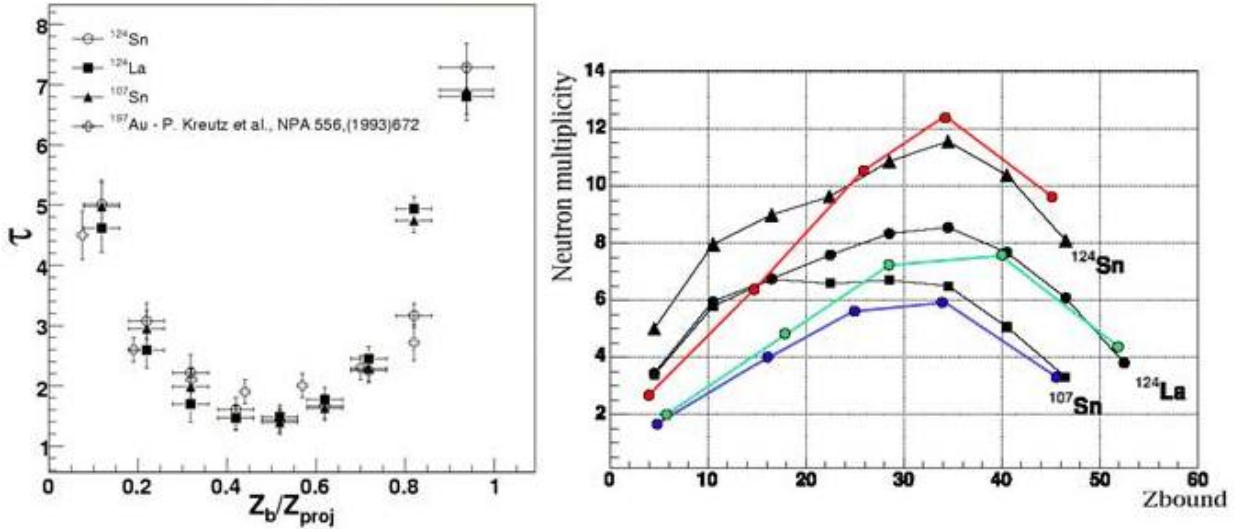 8
7
6
5
4
3
2
1
τ
124Sn
124La
107Sn
197Au - P. Kreutz et al., NPA 556,(1993)672
0 0.2 0.4 0.6 0.8 1
Zb/Zproj
14
12
10
8
6
4
2
Neutron multiplicity
124Sn
124La
107Sn
0 10 20 30 40 50 60
Zbound